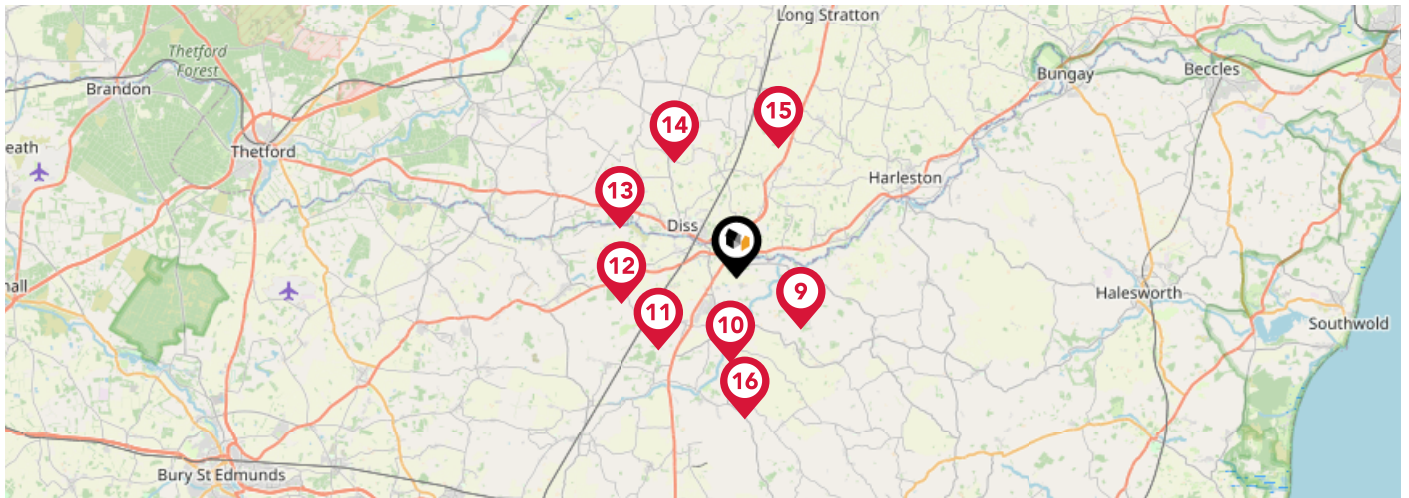 Long Stratton
Thetford
Forest
Bungay
Beccles
Brandon
15
14
eath
Thetford
Harleston
13
Diss
12
nall
9
Halesworth
11
10
Southwold
16
Bury St Edmunds